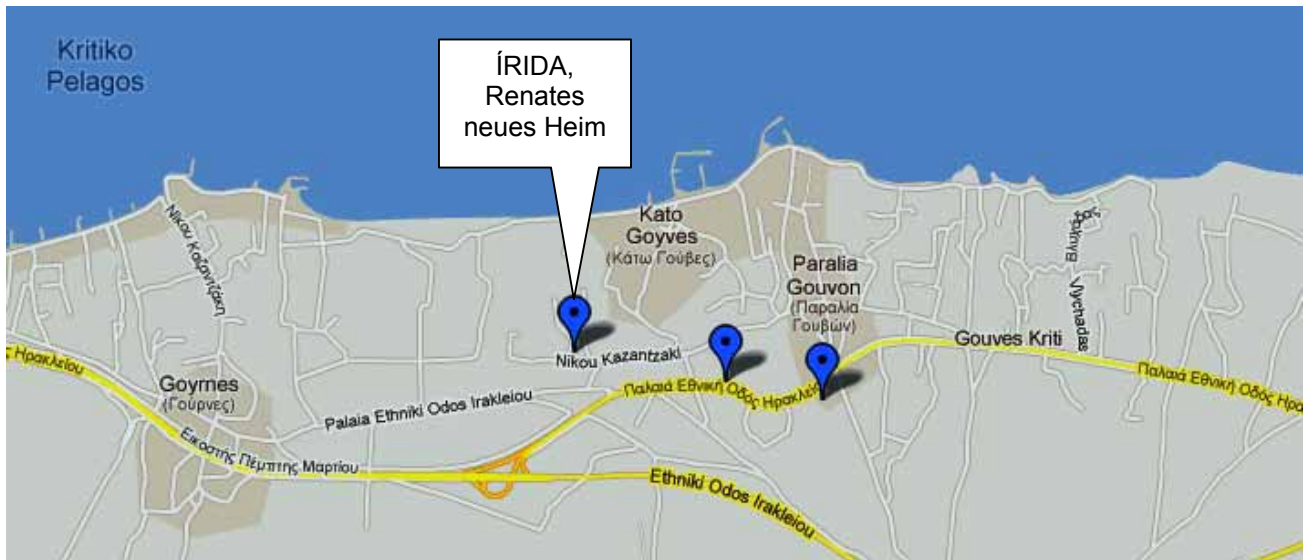 Kritiko
Pelagos
ÍRIDA,
Renates
neues Heim
Νίκου Καζαντζάκη
Kato
Goyves
(Κάτω Γούβες)
Paralia
Gouvon
(Παραλία
Γουβών)
Vychadas
Gouves Kriti
Nikou Kazantzaki
ς Ηρακλείου
Goyrnes
(Γούρνες)
Palaia Ethniki Odos Irakleiou
Παλαιά Εθνική Οδός Ηρακλεί
Παλαιά Εθνική Οδός Ηρα
Εικοστής Πέμπτης Μαρτίου
Ethniki Odos Irakleiou